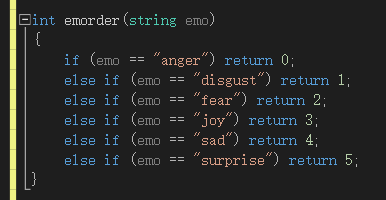 int emorder(string emo)
{
if (emo == "anger") return 0;
else if (emo == "disgust") return 1;
else if (emo == "fear") return 2;
else if (emo == "joy") return 3;
else if (emo == "sad") return 4;
else if (emo == "surprise") return 5;
}